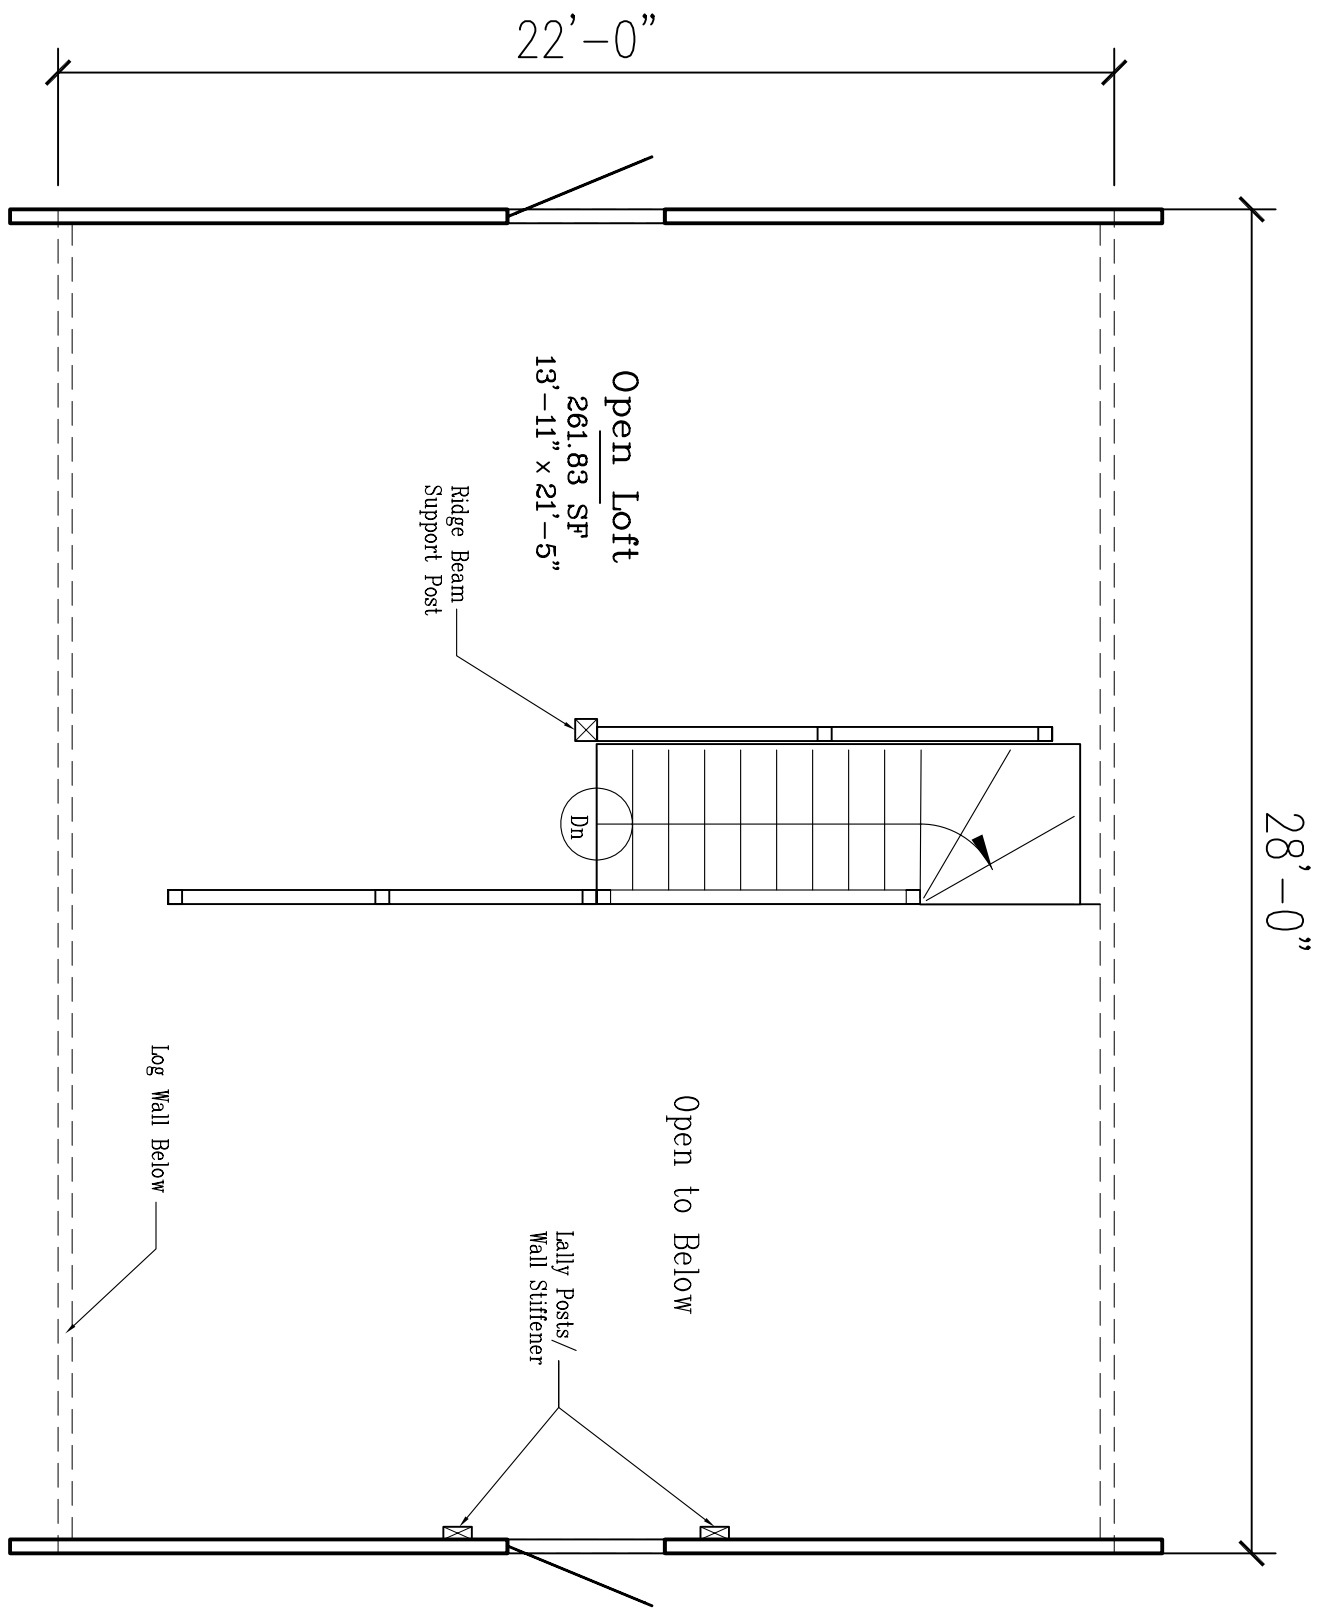 22'-0"
28'-0"
Open Loft
261.83 SF
13'-11" x 21'-5"
Ridge Beam
Support Post
Dn
Open to Below
Lally Posts/
Wall Stiffener
Log Wall Below